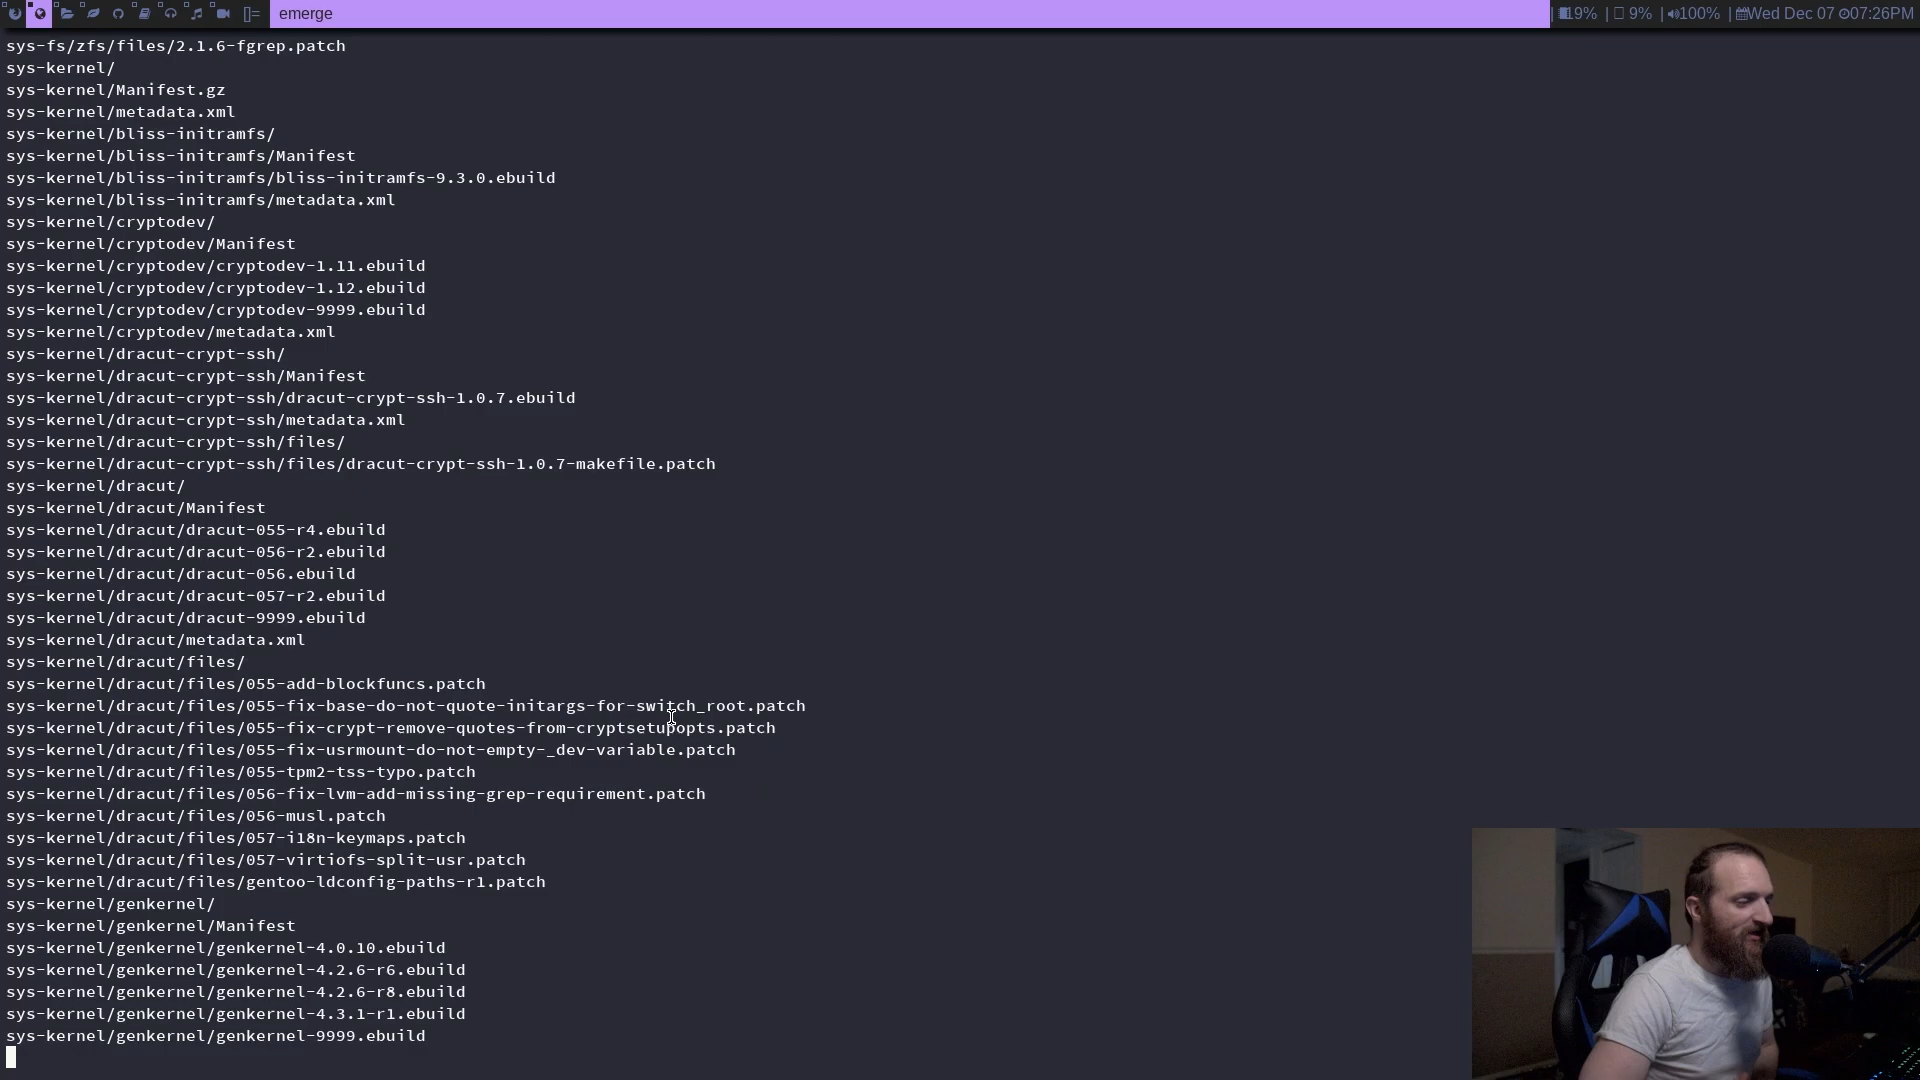 []= emerge | 19% | 9% | 100% | Wed Dec 07 07:26PM
sys-fs/zfs/files/2.1.6-fgrep.patch
sys-kernel/
sys-kernel/Manifest.gz
sys-kernel/metadata.xml
sys-kernel/bliss-initramfs/
sys-kernel/bliss-initramfs/Manifest
sys-kernel/bliss-initramfs/bliss-initramfs-9.3.0.ebuild
sys-kernel/bliss-initramfs/metadata.xml
sys-kernel/cryptodev/
sys-kernel/cryptodev/Manifest
sys-kernel/cryptodev/cryptodev-1.11.ebuild
sys-kernel/cryptodev/cryptodev-1.12.ebuild
sys-kernel/cryptodev/cryptodev-9999.ebuild
sys-kernel/cryptodev/metadata.xml
sys-kernel/dracut-crypt-ssh/
sys-kernel/dracut-crypt-ssh/Manifest
sys-kernel/dracut-crypt-ssh/dracut-crypt-ssh-1.0.7.ebuild
sys-kernel/dracut-crypt-ssh/metadata.xml
sys-kernel/dracut-crypt-ssh/files/
sys-kernel/dracut-crypt-ssh/files/dracut-crypt-ssh-1.0.7-makefile.patch
sys-kernel/dracut/
sys-kernel/dracut/Manifest
sys-kernel/dracut/dracut-055-r4.ebuild
sys-kernel/dracut/dracut-056-r2.ebuild
sys-kernel/dracut/dracut-056.ebuild
sys-kernel/dracut/dracut-057-r2.ebuild
sys-kernel/dracut/dracut-9999.ebuild
sys-kernel/dracut/metadata.xml
sys-kernel/dracut/files/
sys-kernel/dracut/files/055-add-blockfuncs.patch
sys-kernel/dracut/files/055-fix-base-do-not-quote-initargs-for-switch_root.patch
sys-kernel/dracut/files/055-fix-crypt-remove-quotes-from-cryptsetupopts.patch
sys-kernel/dracut/files/055-fix-usrmount-do-not-empty-_dev-variable.patch
sys-kernel/dracut/files/055-tpm2-tss-typo.patch
sys-kernel/dracut/files/056-fix-lvm-add-missing-grep-requirement.patch
sys-kernel/dracut/files/056-musl.patch
sys-kernel/dracut/files/057-i18n-keymaps.patch
sys-kernel/dracut/files/057-virtiofs-split-usr.patch
sys-kernel/dracut/files/gentoo-ldconfig-paths-r1.patch
sys-kernel/genkernel/
sys-kernel/genkernel/Manifest
sys-kernel/genkernel/genkernel-4.0.10.ebuild
sys-kernel/genkernel/genkernel-4.2.6-r6.ebuild
sys-kernel/genkernel/genkernel-4.2.6-r8.ebuild
sys-kernel/genkernel/genkernel-4.3.1-r1.ebuild
sys-kernel/genkernel/genkernel-9999.ebuild